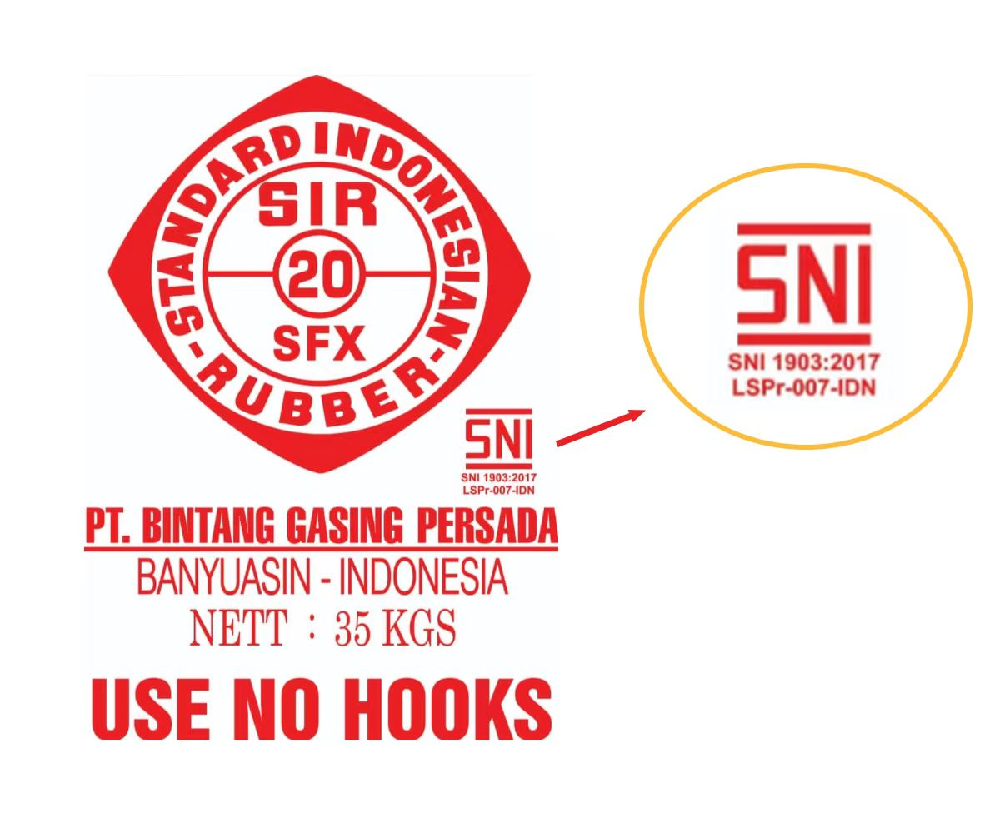 STANDARD INDONESIAN
-RUBBER-
SIR
20
SFX
SNI
SNI 1903:2017
LSPr-007-IDN
PT. BINTANG GASING PERSADA
BANYUASIN - INDONESIA
NETT : 35 KGS
USE NO HOOKS
SNI
SNI 1903:2017
LSPr-007-IDN